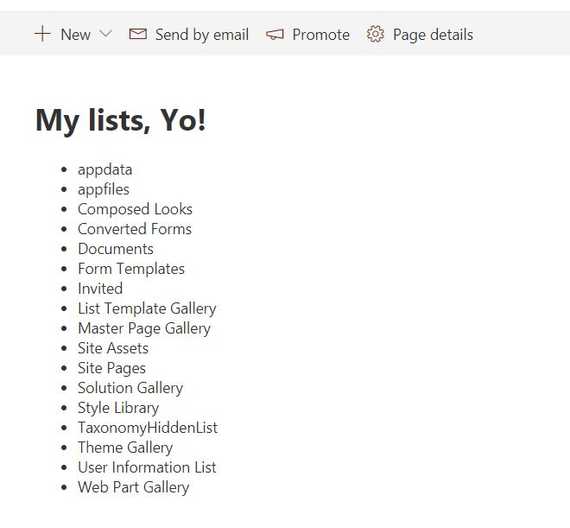 New Send by email Promote Page details
My lists, Yo!
appdata
appfiles
Composed Looks
Converted Forms
Documents
Form Templates
Invited
List Template Gallery
Master Page Gallery
Site Assets
Site Pages
Solution Gallery
Style Library
TaxonomyHiddenList
Theme Gallery
User Information List
Web Part Gallery